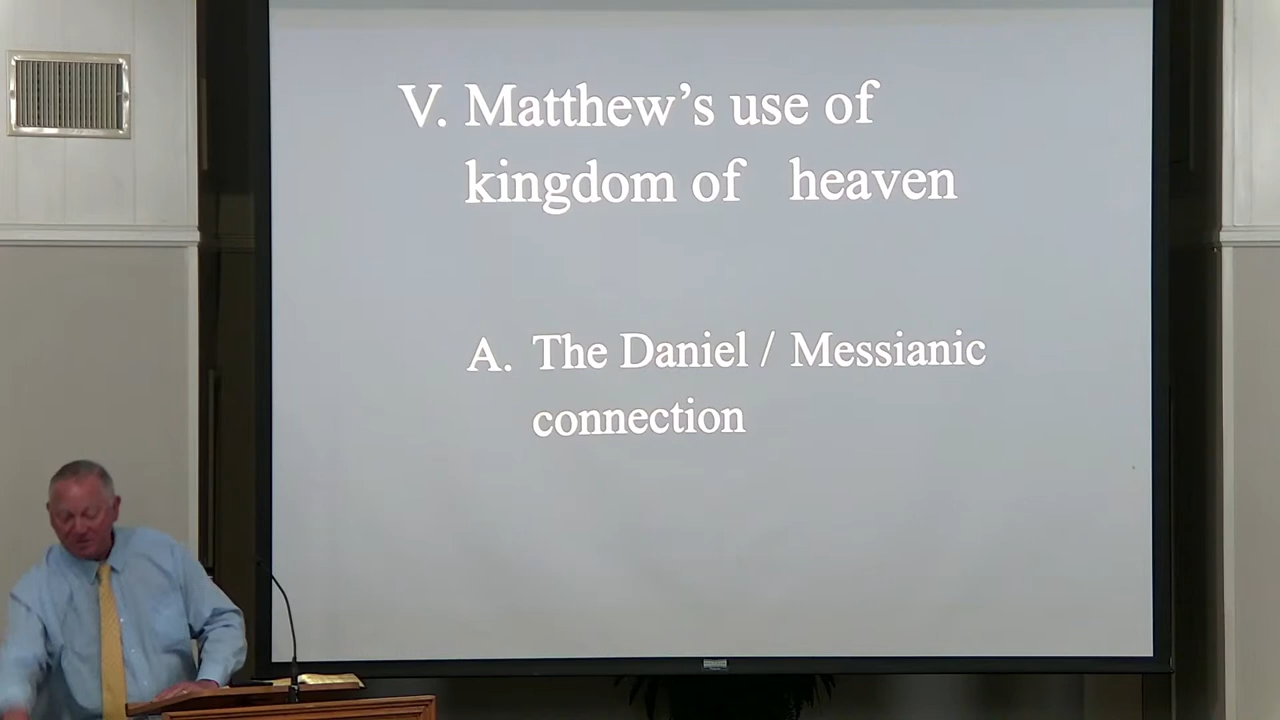 V. Matthew's use of
kingdom of heaven
A. The Daniel / Messianic
connection